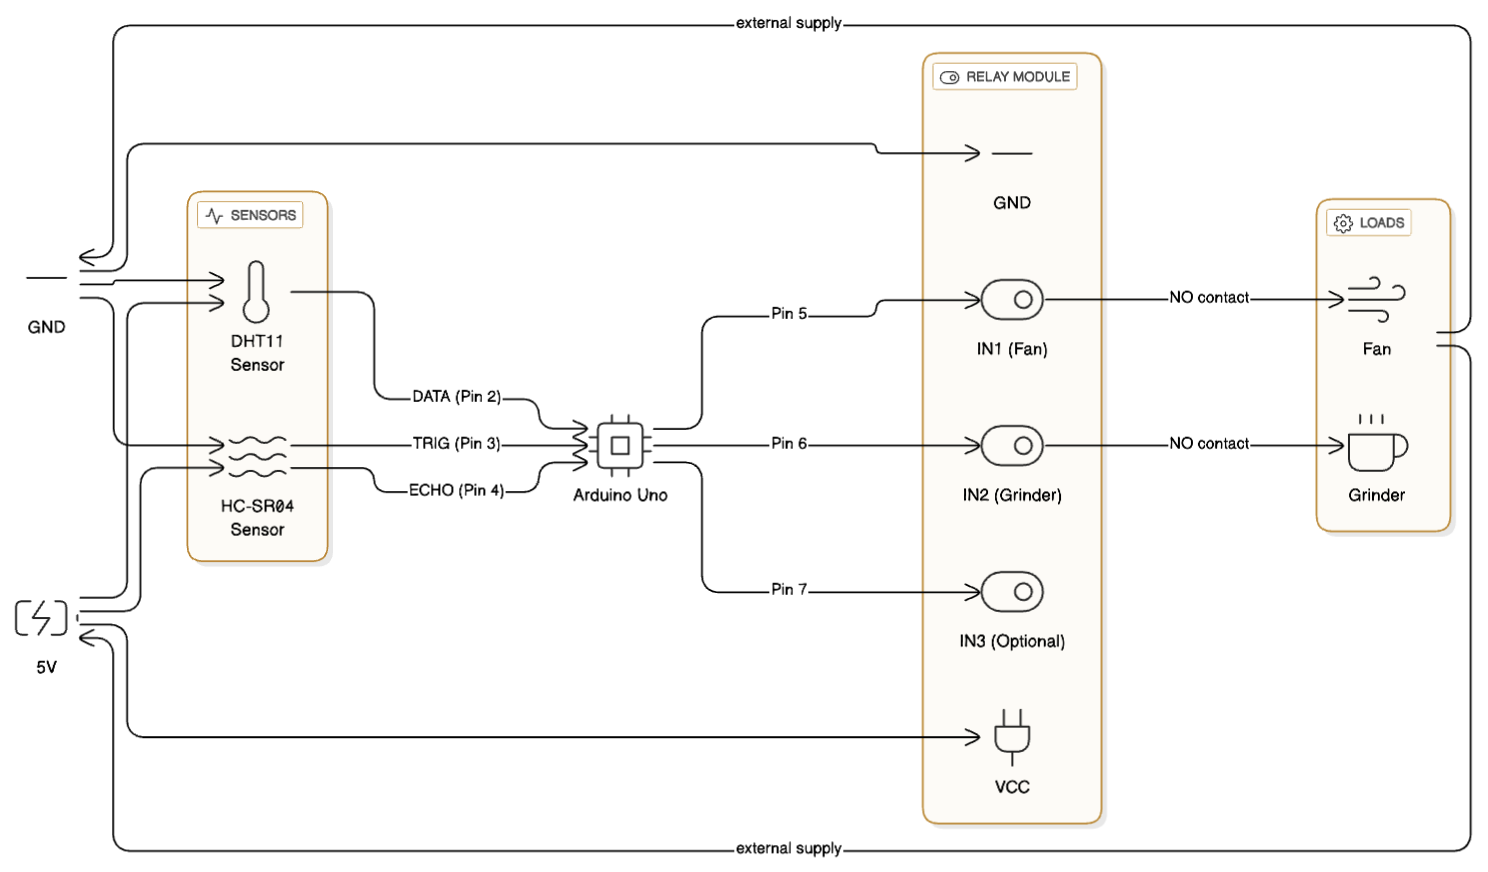 external supply
RELAY MODULE
GND
SENSORS
LOADS
GND
DHT11
Sensor
DATA (Pin 2)
TRIG (Pin 3)
ECHO (Pin 4)
HC-SR04
Sensor
Arduino Uno
Pin 5
Pin 6
Pin 7
IN1 (Fan)
IN2 (Grinder)
IN3 (Optional)
VCC
NO contact
NO contact
Fan
Grinder
5V
external supply